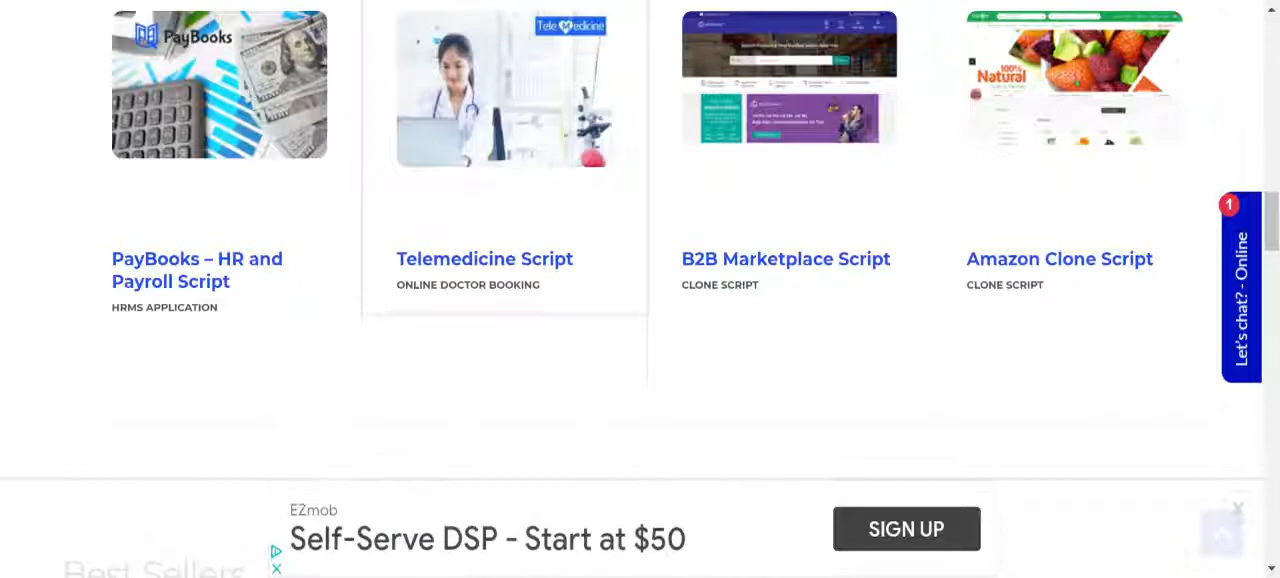 PayBooks
TeleMedicine
100%
Natural
PayBooks – HR and
Payroll Script
HRMS APPLICATION
Telemedicine Script
ONLINE DOCTOR BOOKING
B2B Marketplace Script
CLONE SCRIPT
Amazon Clone Script
CLONE SCRIPT
1
Let's chat? - Online
EZmob
Self-Serve DSP - Start at $50
SIGN UP
Best Sellers